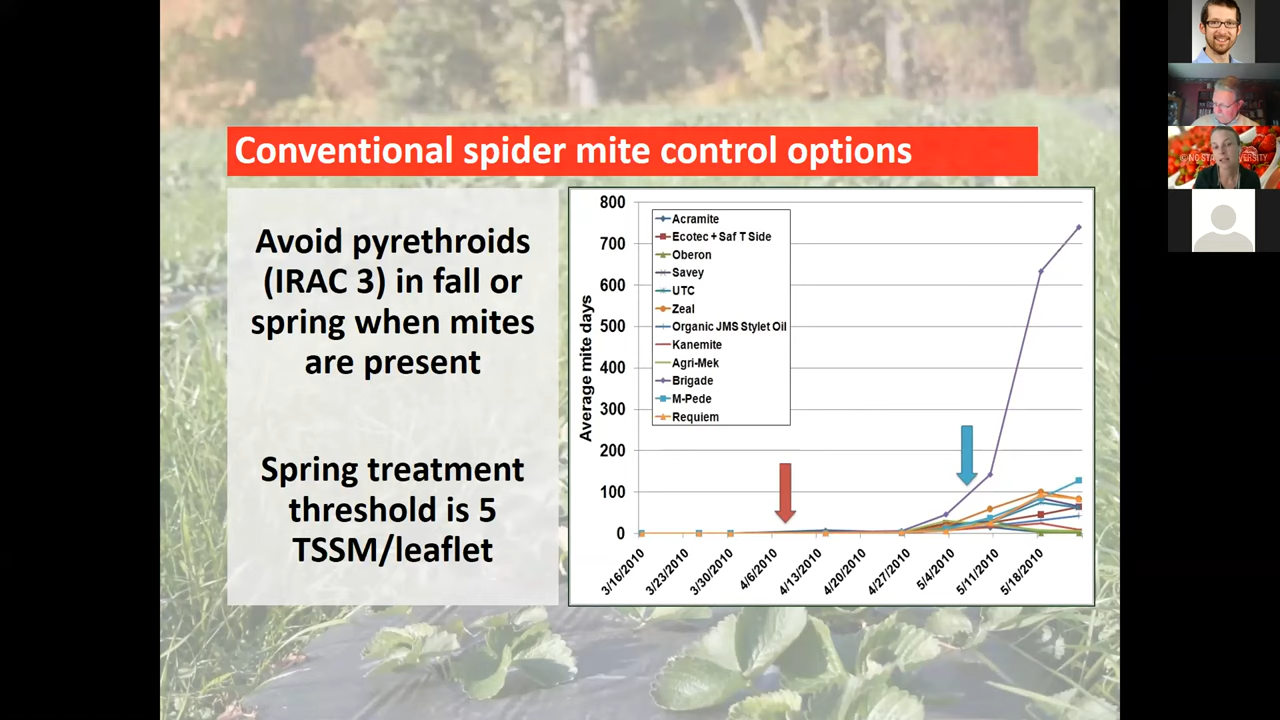 Conventional spider mite control options
Avoid pyrethroids
(IRAC 3) in fall or
spring when mites
are present
Spring treatment
threshold is 5
TSSM/leaflet
Average mite days
800
700
600
500
400
300
200
100
0
Acramite
Ecotec + Saf T Side
Oberon
Savey
UTC
Zeal
Organic JMS Stylet Oil
Kanemite
Agri-Mek
Brigade
M-Pede
Requiem
3/16/2010
3/23/2010
3/30/2010
4/6/2010
4/13/2010
4/20/2010
4/27/2010
5/4/2010
5/11/2010
5/18/2010